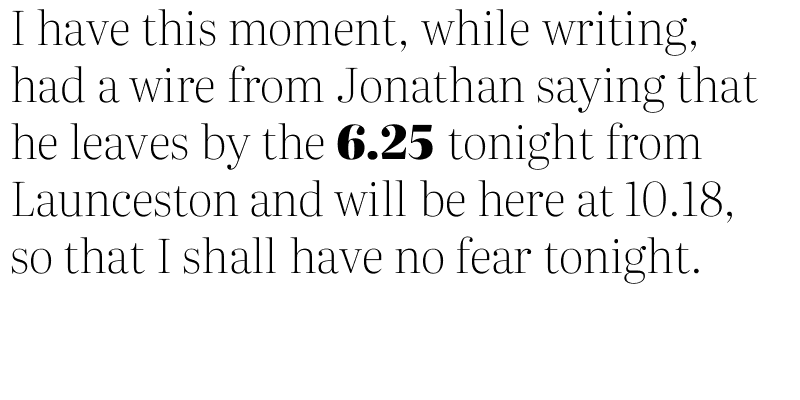 I have this moment, while writing,
had a wire from Jonathan saying that
he leaves by the 6.25 tonight from
Launceston and will be here at 10.18,
so that I shall have no fear tonight.